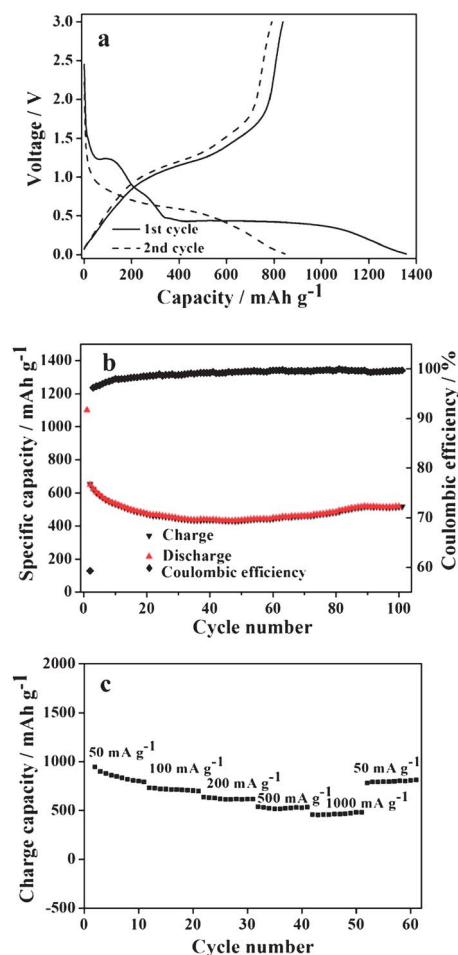 a
3.0
2.5
2.0
1.5
1.0
0.5
0.0
Voltage / V
1st cycle
2nd cycle
0 200 400 600 800 1000 1200 1400
Capacity / mAh g-1
b
1400
1200
1000
800
600
400
200
0
Specific capacity / mAh g-1
100
90
80
70
60
Coulombic efficiency / %
Charge
Discharge
Coulombic efficiency
0 20 40 60 80 100
Cycle number
c
2000
1500
1000
500
0
-500
Charge capacity / mAh g-1
50 mA g-1
100 mA g-1
200 mA g-1
500 mA g-1
1000 mA g-1
50 mA g-1
0 10 20 30 40 50 60
Cycle number